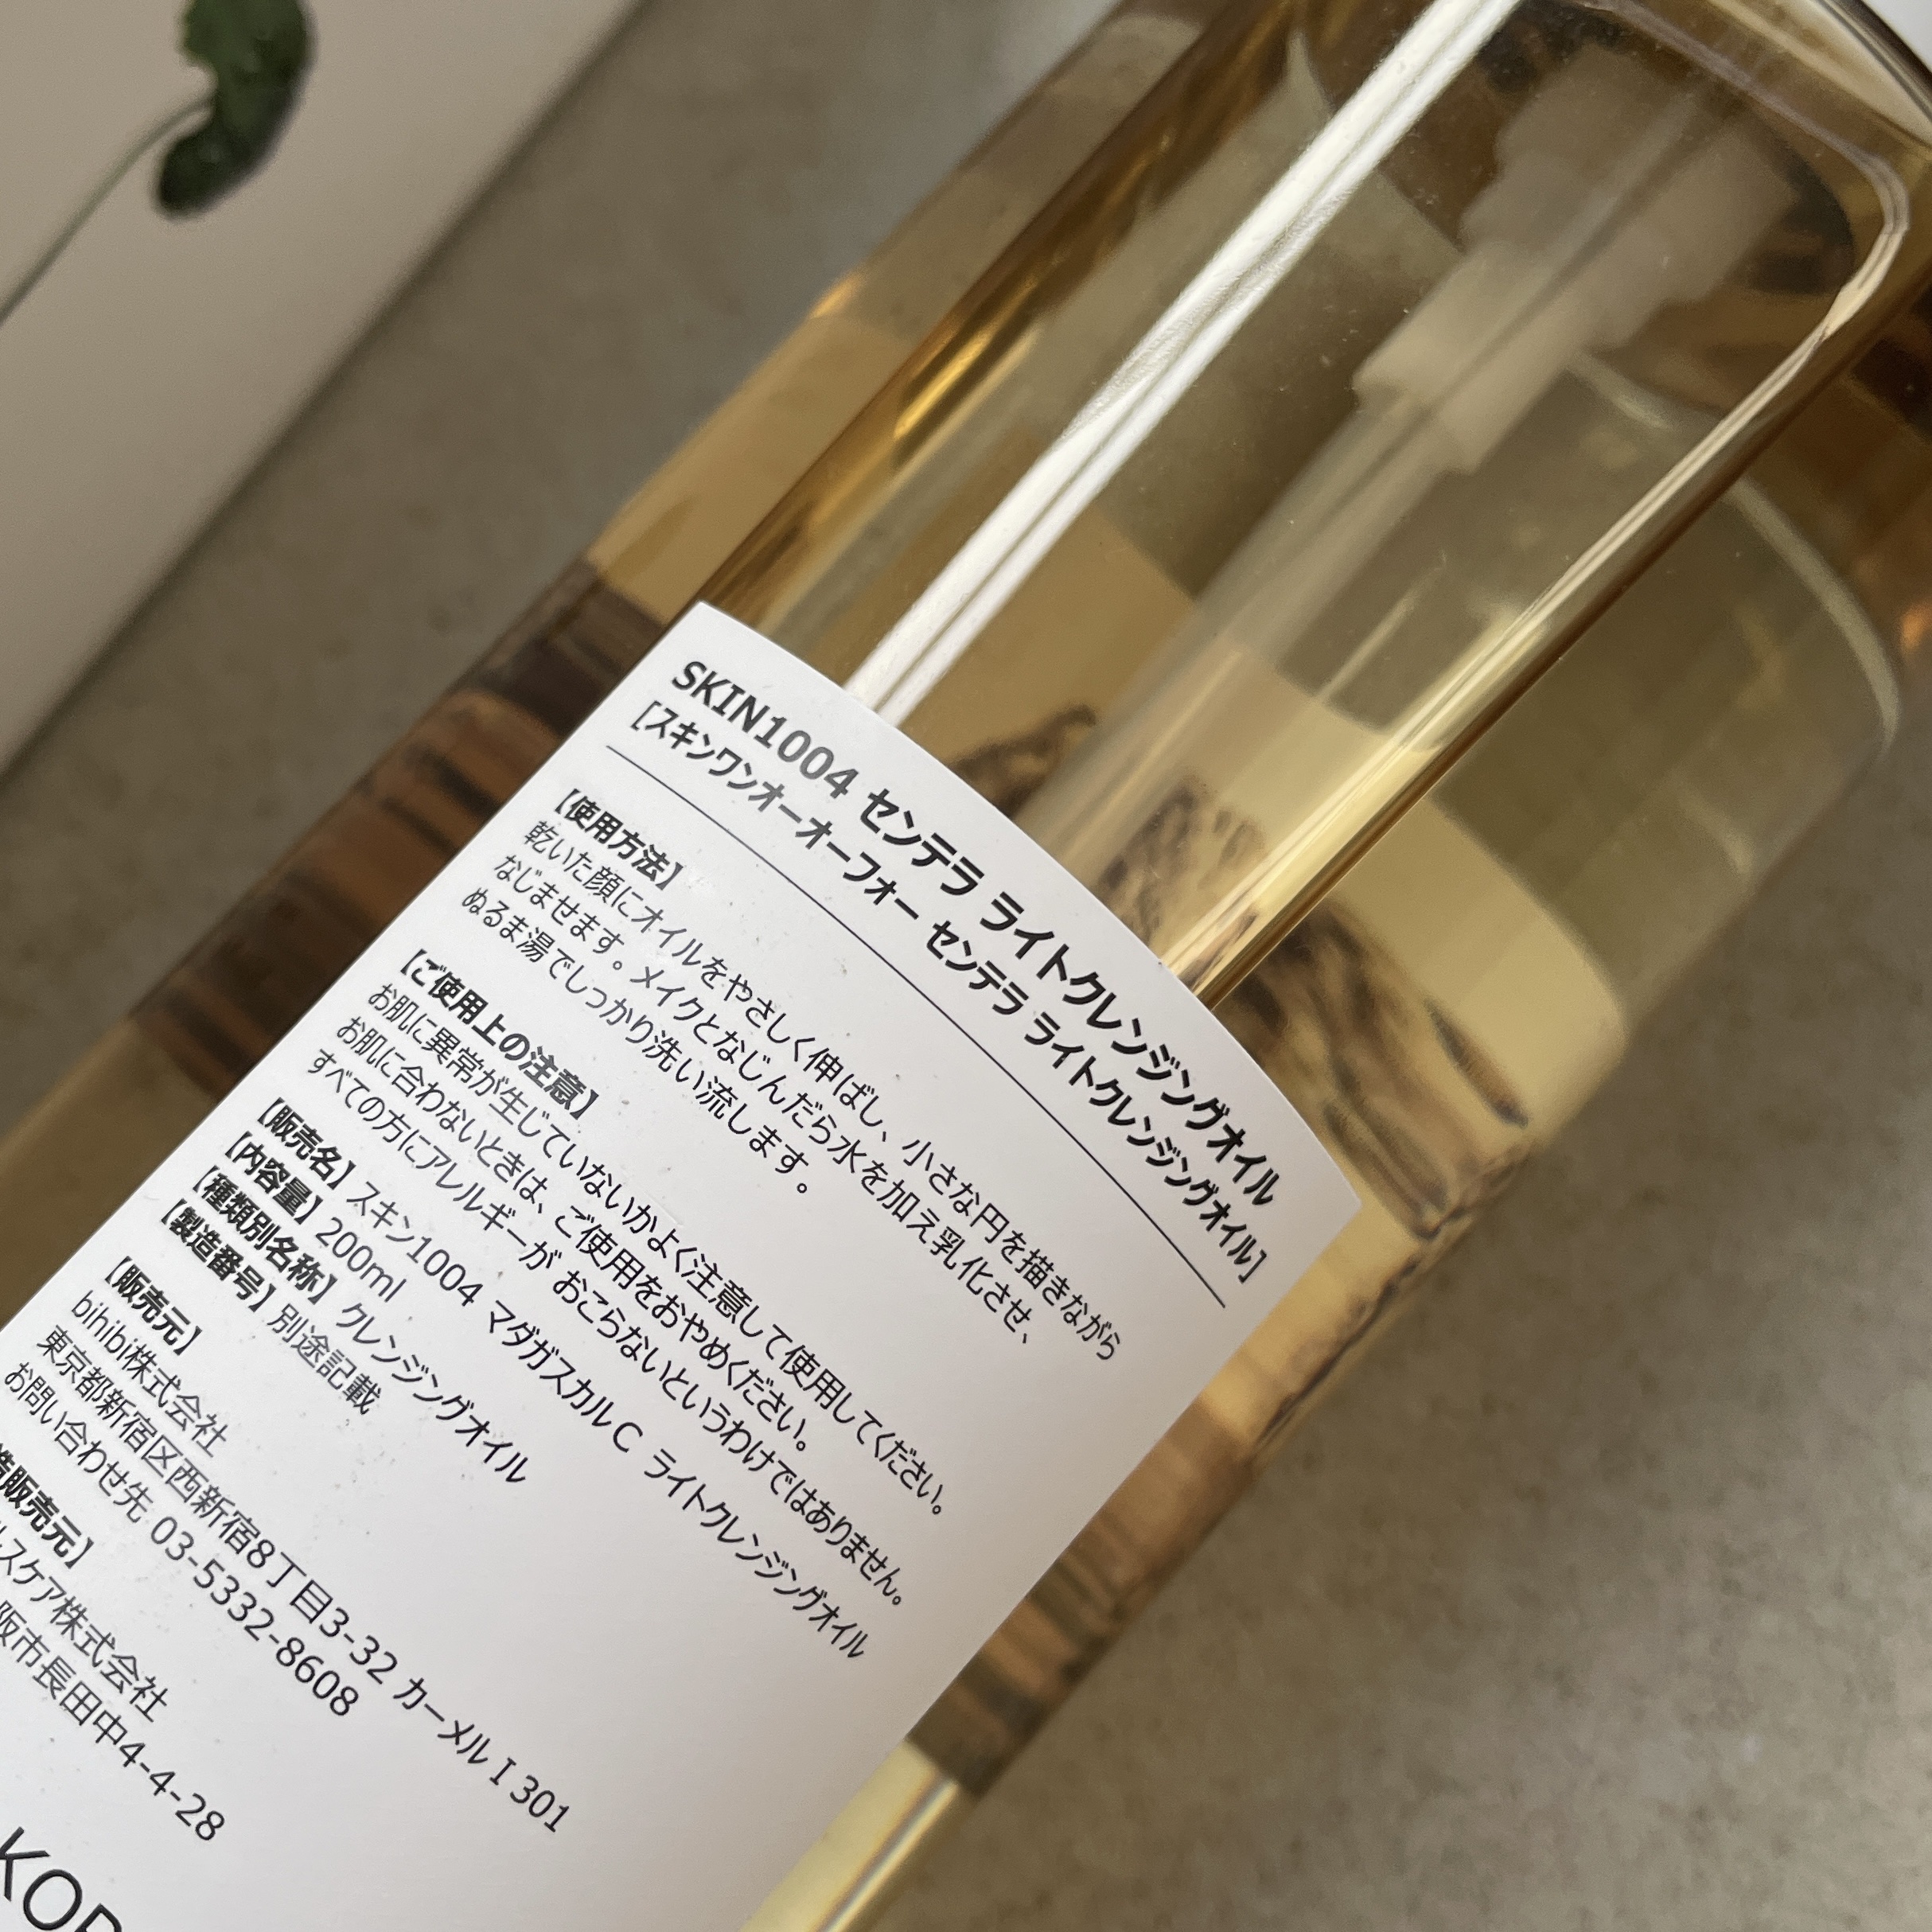 SKIN1004 センテラ ライトクレンジングオイル
[スキンワンオーオーフォー センテラ ライトクレンジングオイル]
【使用方法】
乾いた顔にオイルをやさしく伸ばし、小さな円を描きながら
なじませます。メイクとなじんだら水を加え乳化させ、
ぬるま湯でしっかり洗い流します。
【ご使用上の注意】
お肌に異常が生じていないかよく注意して使用してください。
お肌に合わないときは、ご使用をおやめください。
すべての方にアレルギーが おこらないというわけではありません。
【販売名】スキン1004 マダガスカルC ライトクレンジングオイル
【内容量】200ml
【種類別名称】クレンジングオイル
【製造番号】別途記載
【販売元】
bihibi株式会社
東京都新宿区西新宿8丁目3-32 カーメル I 301
お問い合わせ先 03-5332-8608
造販売元】
ルスケア株式会社
阪市長田中4-4-28